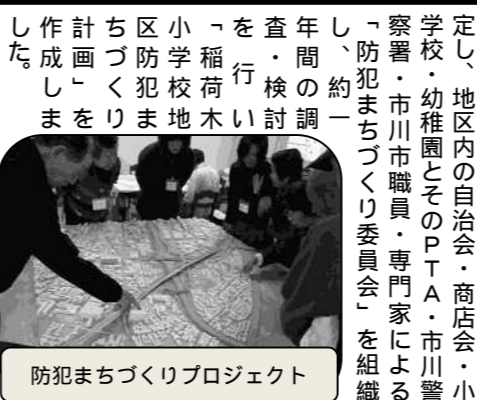 定し、地区内の自治会・商店会・小
学校・幼稚園とそのＰＴＡ・市川警
察署・市川市職員・専門家による
「防犯まちづくり委員会」を組織
し、約一
年間の調
査・検討
を行い
「稲荷木
小学校地
区防犯ま
ちづくり
計画」を
作成しま
した。
防犯まちづくりプロジェクト